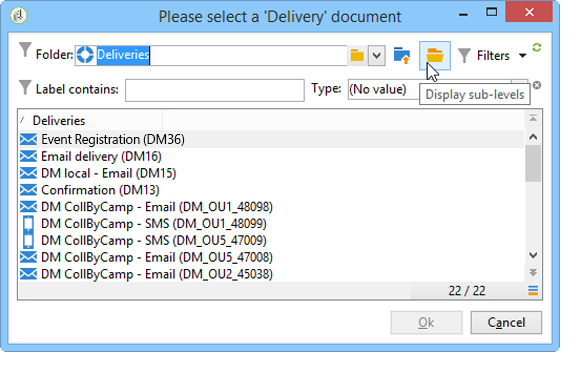 Please select a 'Delivery' document
Folder: Deliveries Filters
Label contains: Type: (No value)
Display sub-levels
Deliveries
Event Registration (DM36)
Email delivery (DM16)
DM local - Email (DM15)
Confirmation (DM13)
DM CollByCamp - Email (DM_OU1_48098)
DM CollByCamp - SMS (DM_OU1_48099)
DM CollByCamp - SMS (DM_OU5_47009)
DM CollByCamp - Email (DM_OU5_47008)
DM CollByCamp - Email (DM_OU2_45038)
22 / 22
Ok Cancel